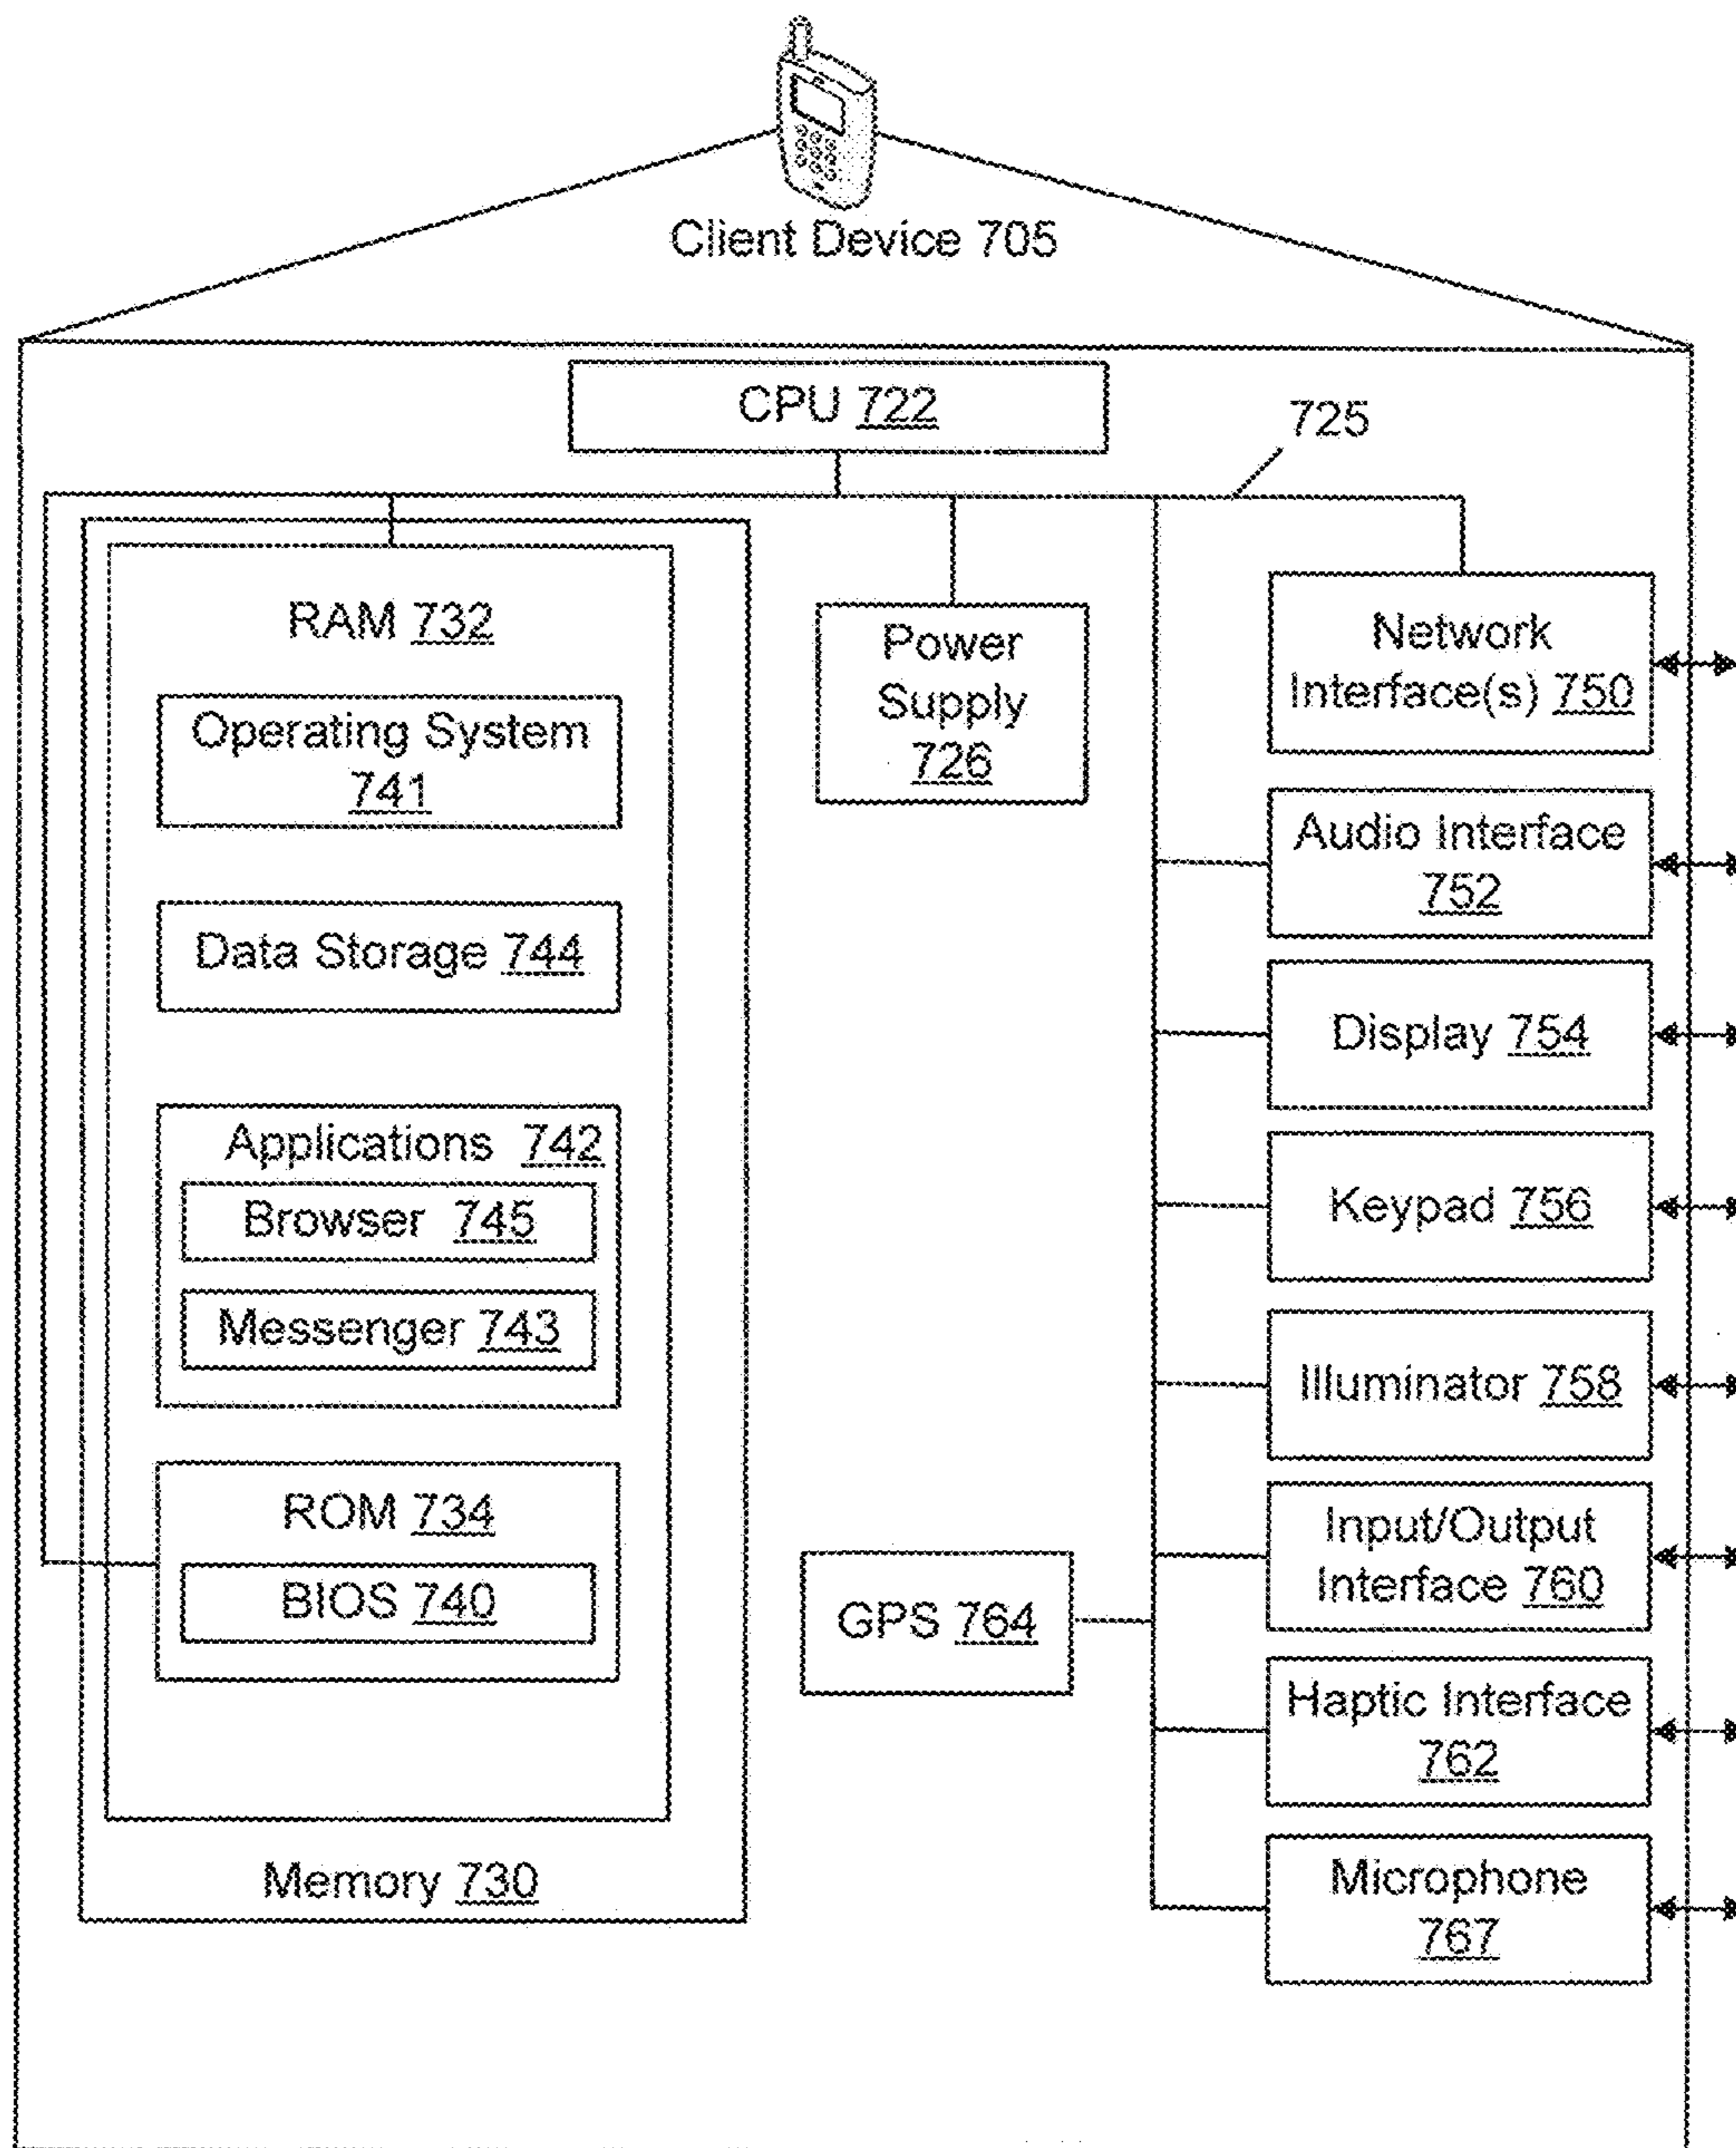 Client Device 705
CPU 722
725
RAM 732
Operating System
741
Data Storage 744
Applications 742
Browser 745
Messenger 743
ROM 734
BIOS 740
Memory 730
Power
Supply
726
GPS 764
Network
Interface(s) 750
Audio Interface
752
Display 754
Keypad 756
Illuminator 758
Input/Output
Interface 760
Haptic Interface
762
Microphone
767